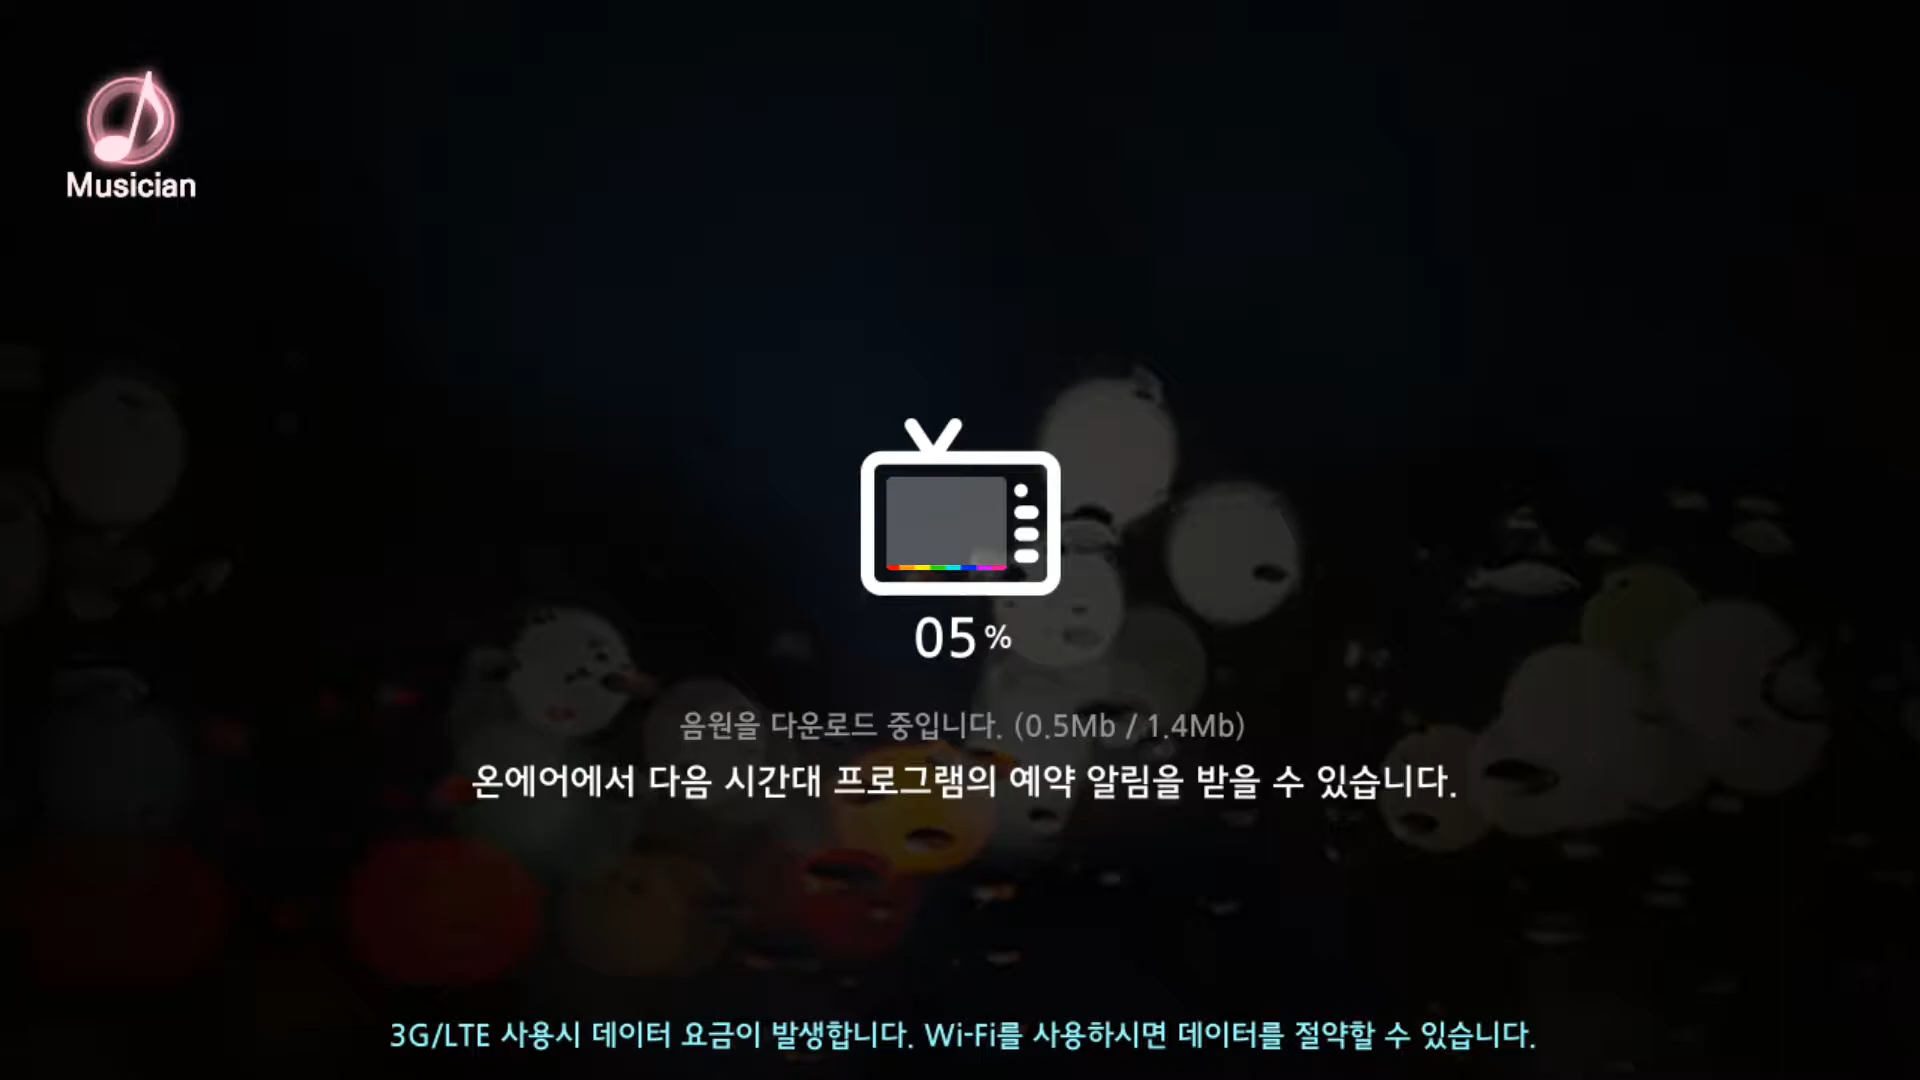 Musician
05%
음원을 다운로드 중입니다. (0.5Mb / 1.4Mb)
온에어에서 다음 시간대 프로그램의 예약 알림을 받을 수 있습니다.
3G/LTE 사용시 데이터 요금이 발생합니다. Wi-Fi를 사용하시면 데이터를 절약할 수 있습니다.